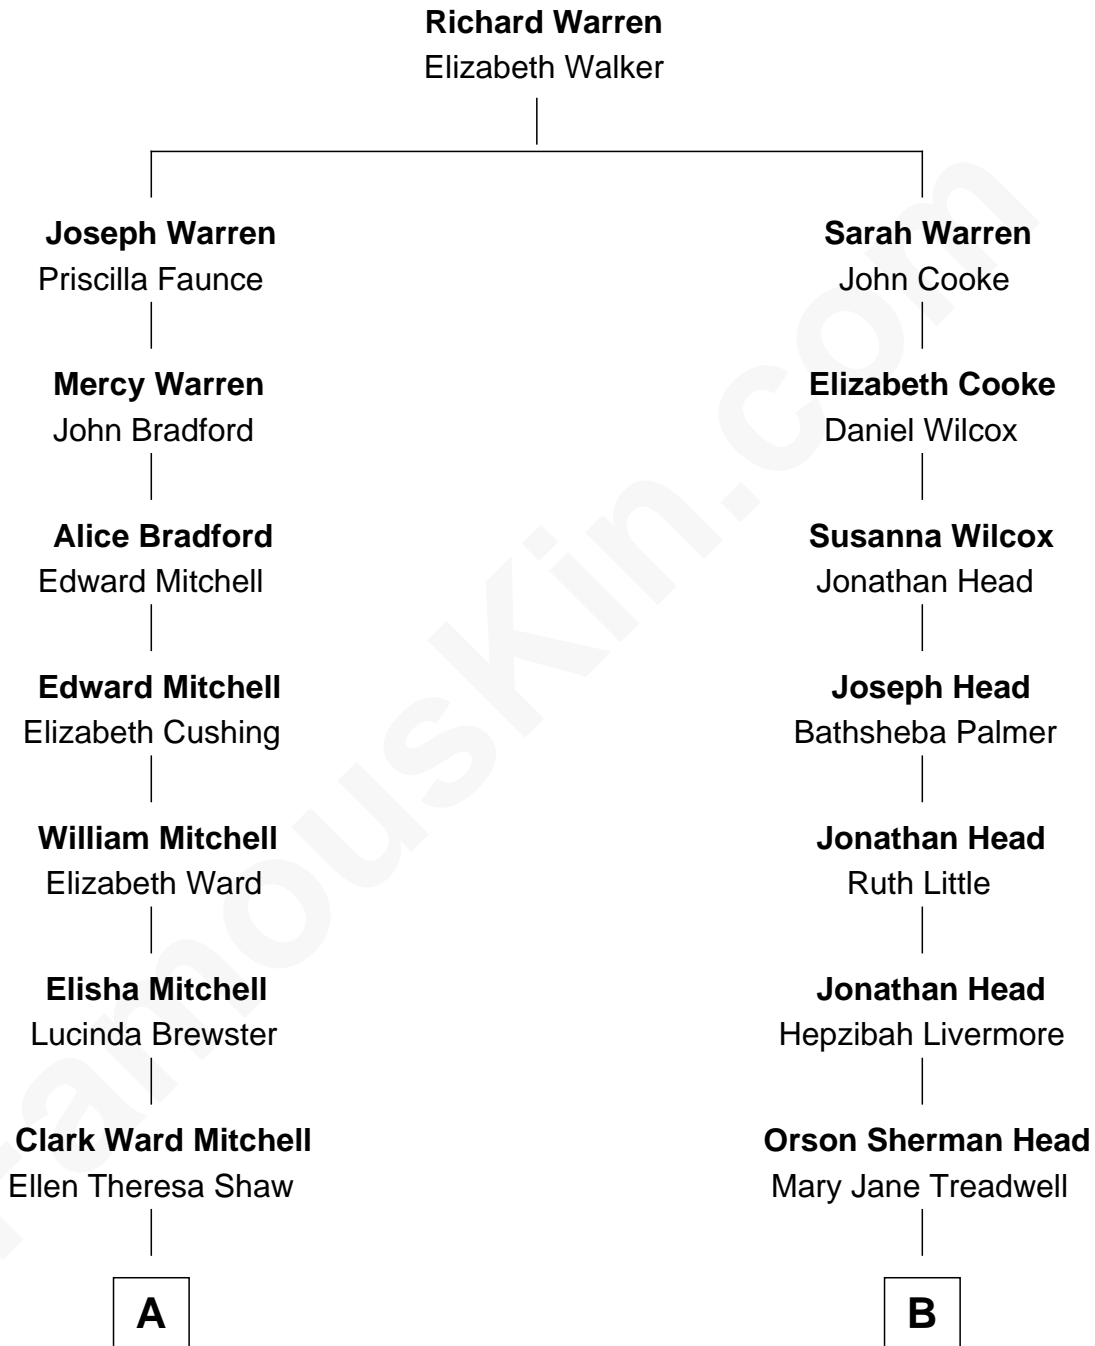 Richard Warren
Elizabeth Walker
Joseph Warren
Priscilla Faunce
Mercy Warren
John Bradford
Alice Bradford
Edward Mitchell
Edward Mitchell
Elizabeth Cushing
William Mitchell
Elizabeth Ward
Elisha Mitchell
Lucinda Brewster
Clark Ward Mitchell
Ellen Theresa Shaw
A
Sarah Warren
John Cooke
Elizabeth Cooke
Daniel Wilcox
Susanna Wilcox
Jonathan Head
Joseph Head
Bathsheba Palmer
Jonathan Head
Ruth Little
Jonathan Head
Hepzibah Livermore
Orson Sherman Head
Mary Jane Treadwell
B
FamousKin.com